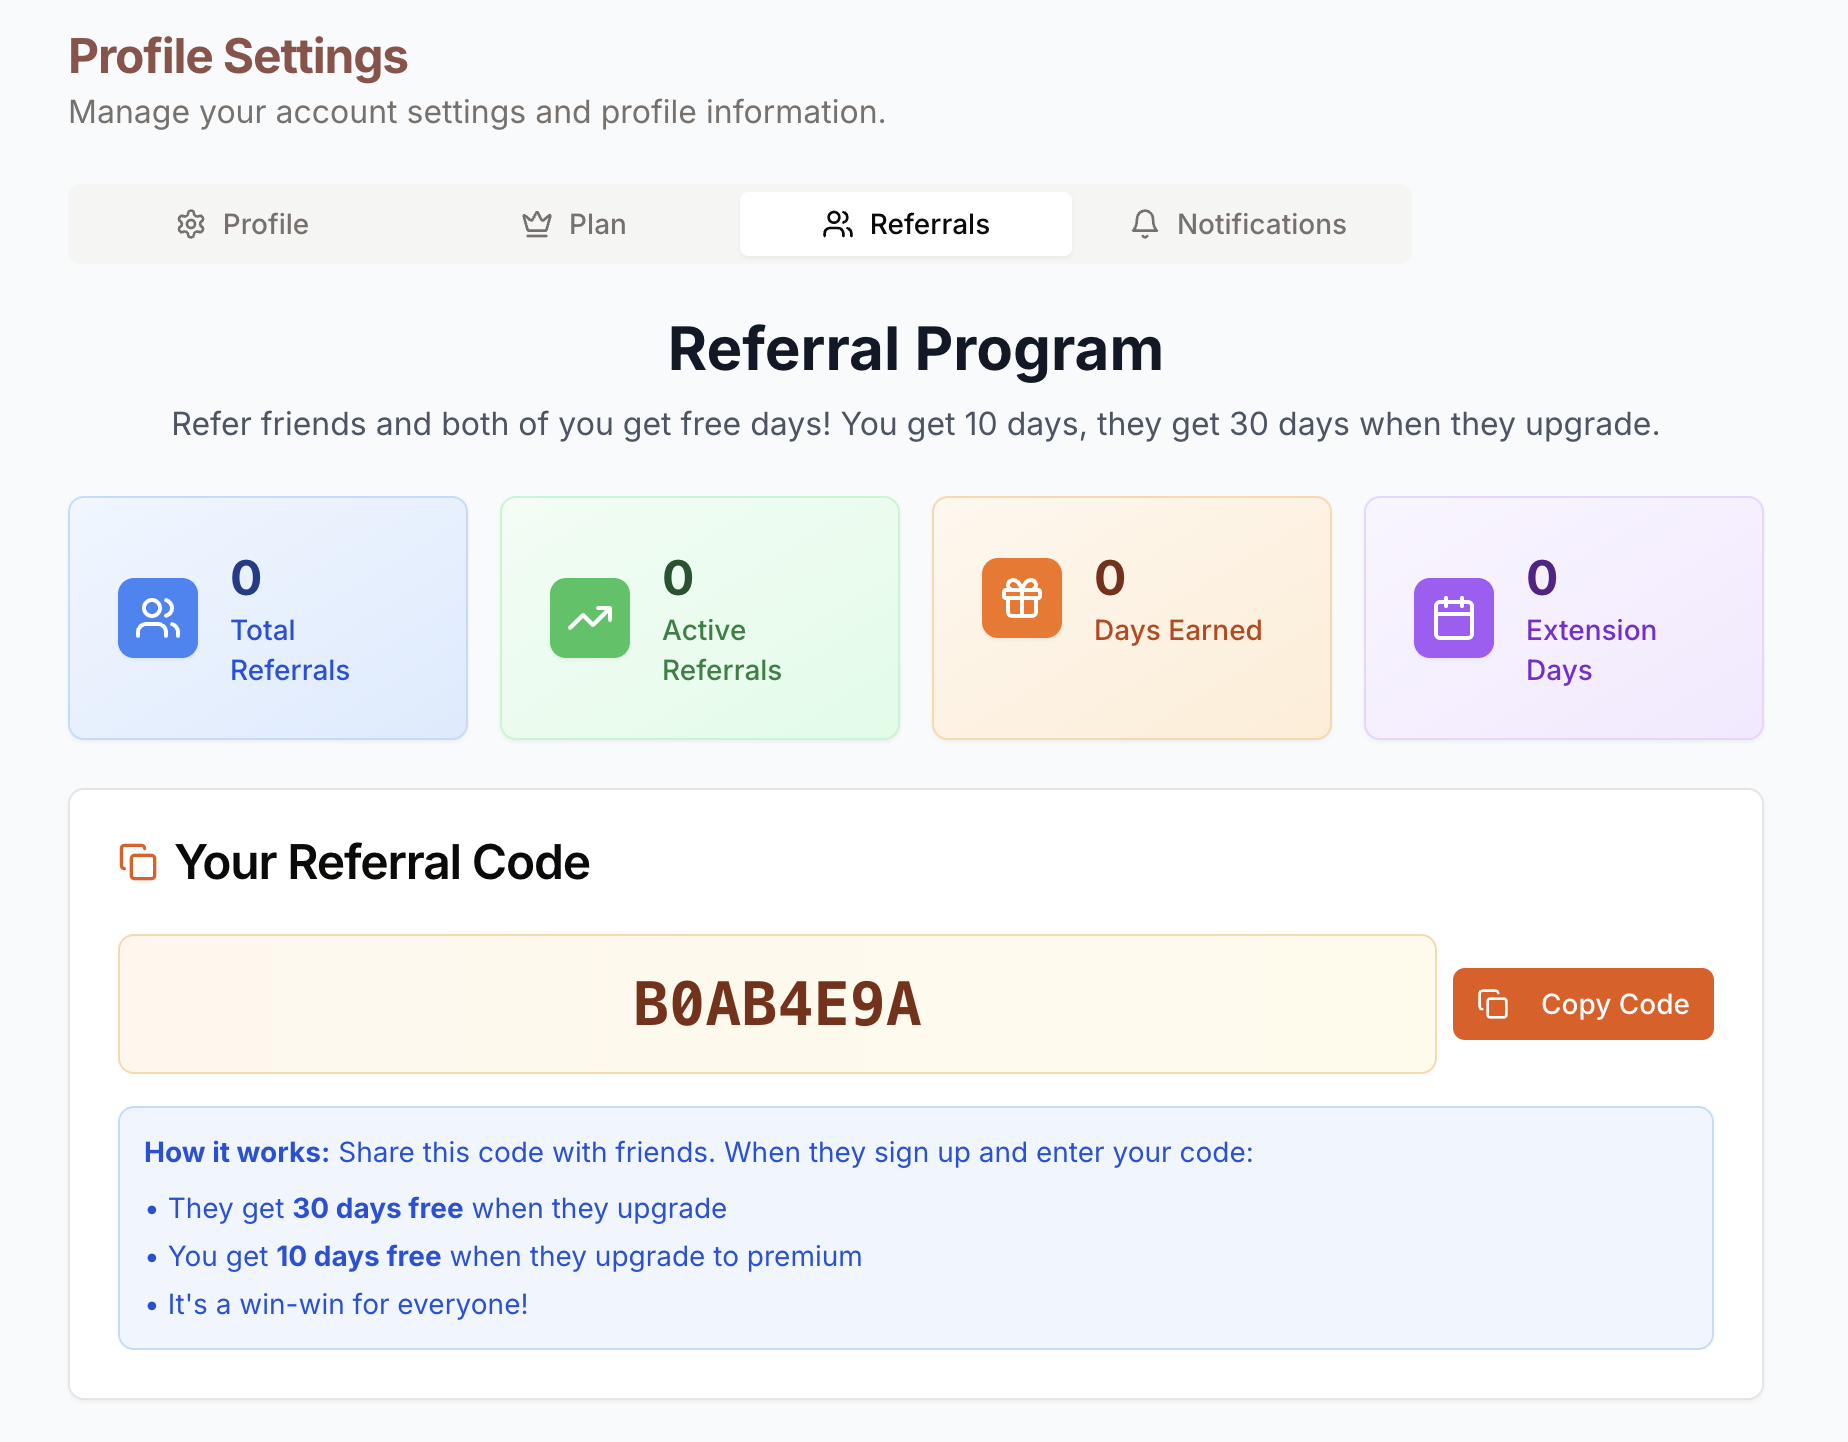 Profile Settings
Manage your account settings and profile information.
Profile
Plan
Referrals
Notifications
Referral Program
Refer friends and both of you get free days! You get 10 days, they get 30 days when they upgrade.
0
Total
Referrals
0
Active
Referrals
0
Days Earned
0
Extension
Days
Your Referral Code
B0AB4E9A
Copy Code
How it works: Share this code with friends. When they sign up and enter your code:
• They get 30 days free when they upgrade
• You get 10 days free when they upgrade to premium
• It's a win-win for everyone!